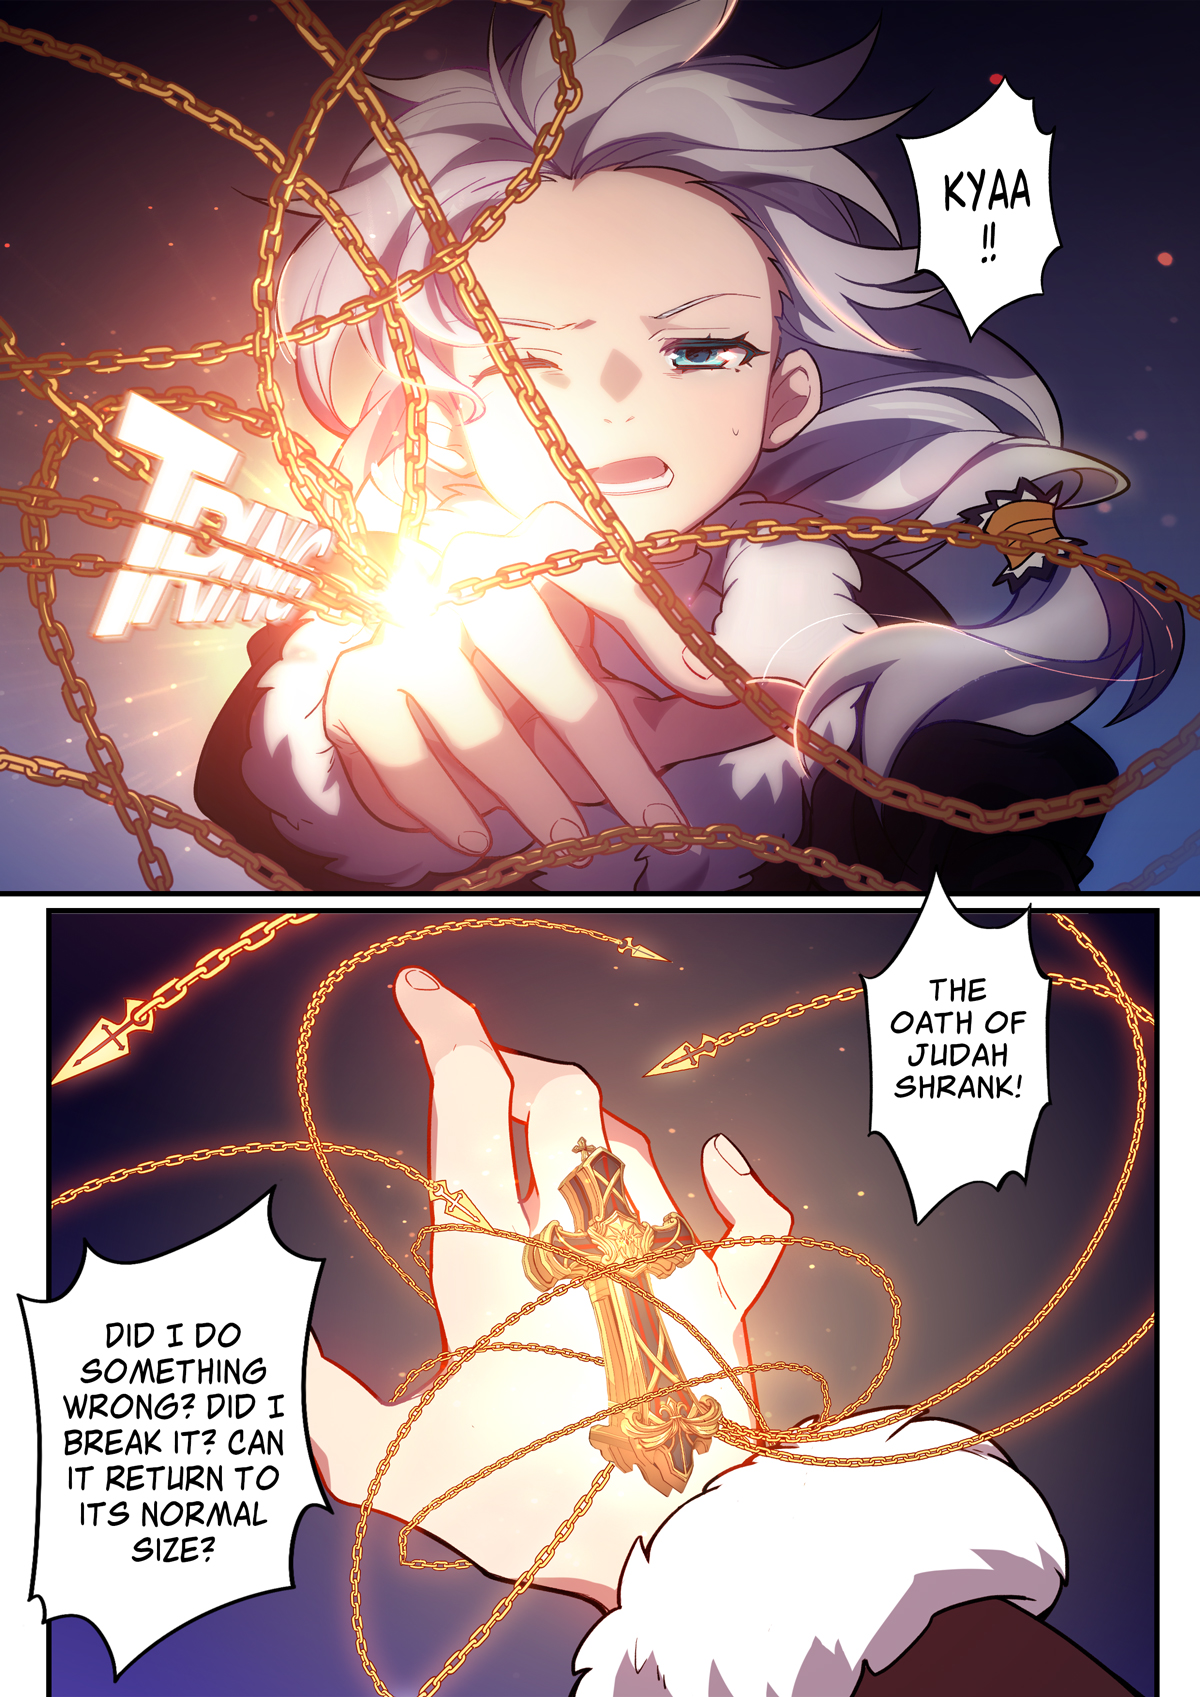 KYAA
!!
TRING
THE
OATH OF
JUDAH
SHRANK!
DID I DO
SOMETHING
WRONG? DID I
BREAK IT? CAN
IT RETURN TO
ITS NORMAL
SIZE?